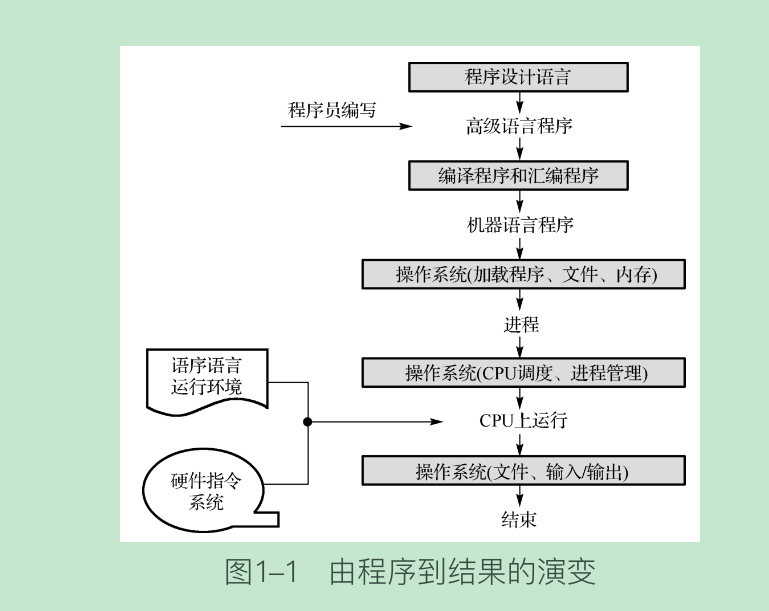 程序设计语言
程序员编写
高级语言程序
编译程序和汇编程序
机器语言程序
操作系统(加载程序、文件、内存)
进程
语序语言
运行环境
操作系统(CPU调度、进程管理)
CPU上运行
硬件指令
系统
操作系统(文件、输入/输出)
结束
图1–1 由程序到结果的演变